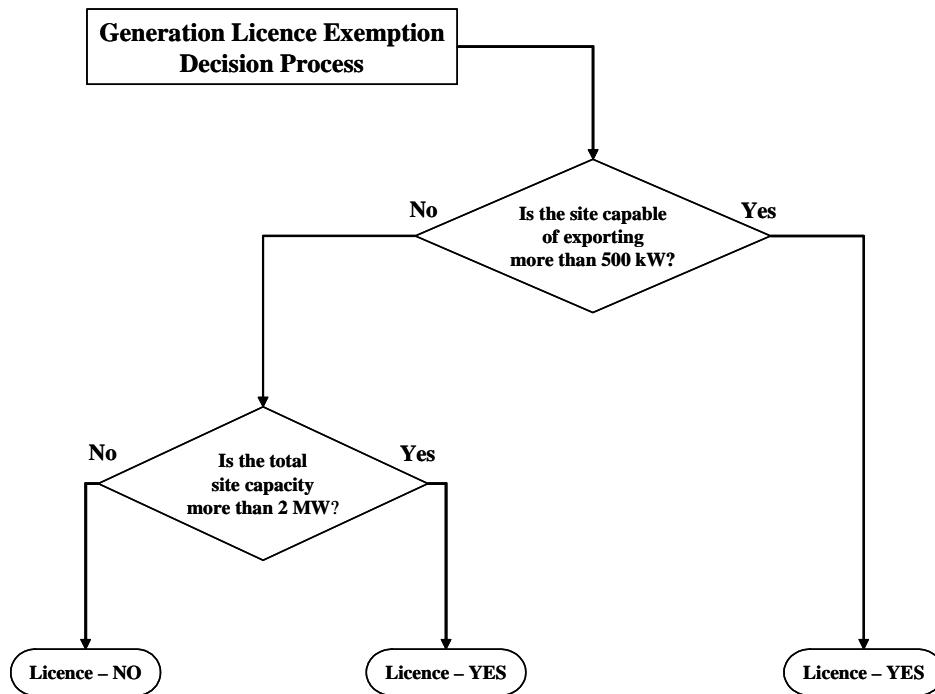 Generation Licence Exemption
Decision Process
No
Is the site capable
of exporting
more than 500 kW?
Yes
No
Is the total
site capacity
more than 2 MW?
Yes
Licence – NO
Licence – YES
Licence – YES